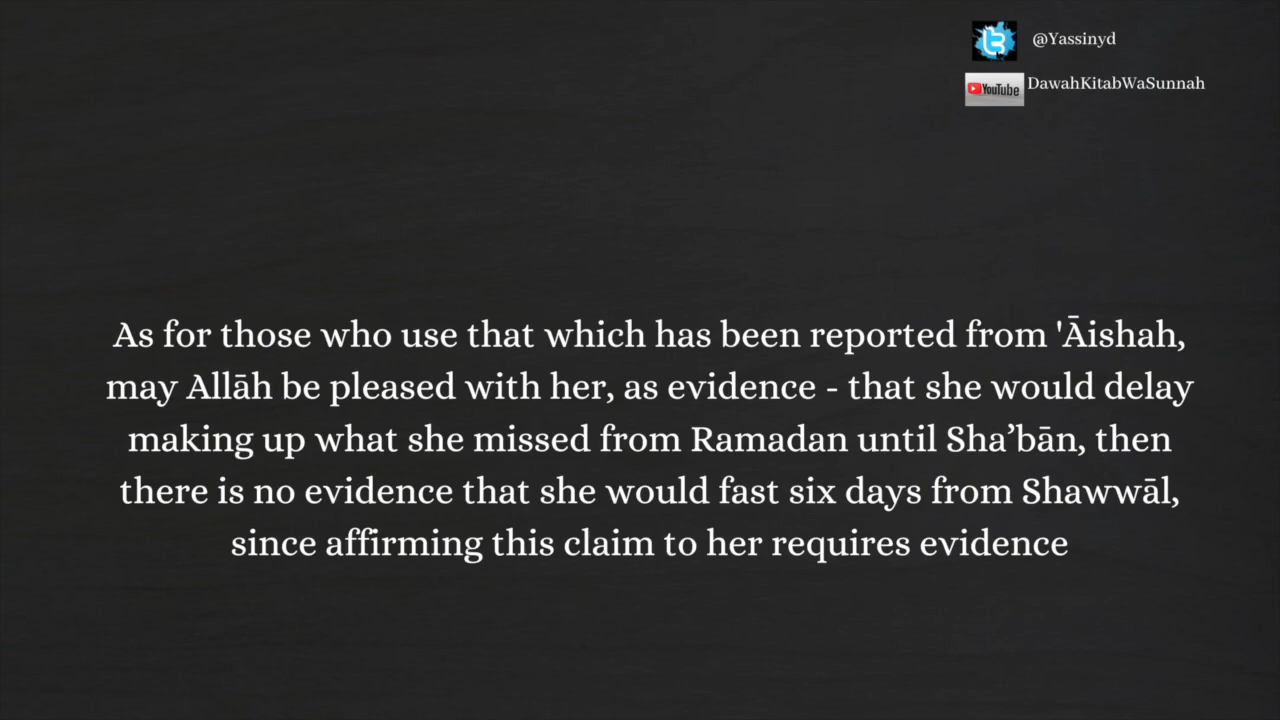 @Yassinyd
YouTube
DawahKitabWaSunnah
As for those who use that which has been reported from 'Āishah,
may Allāh be pleased with her, as evidence - that she would delay
making up what she missed from Ramadan until Sha’bān, then
there is no evidence that she would fast six days from Shawwāl,
since affirming this claim to her requires evidence